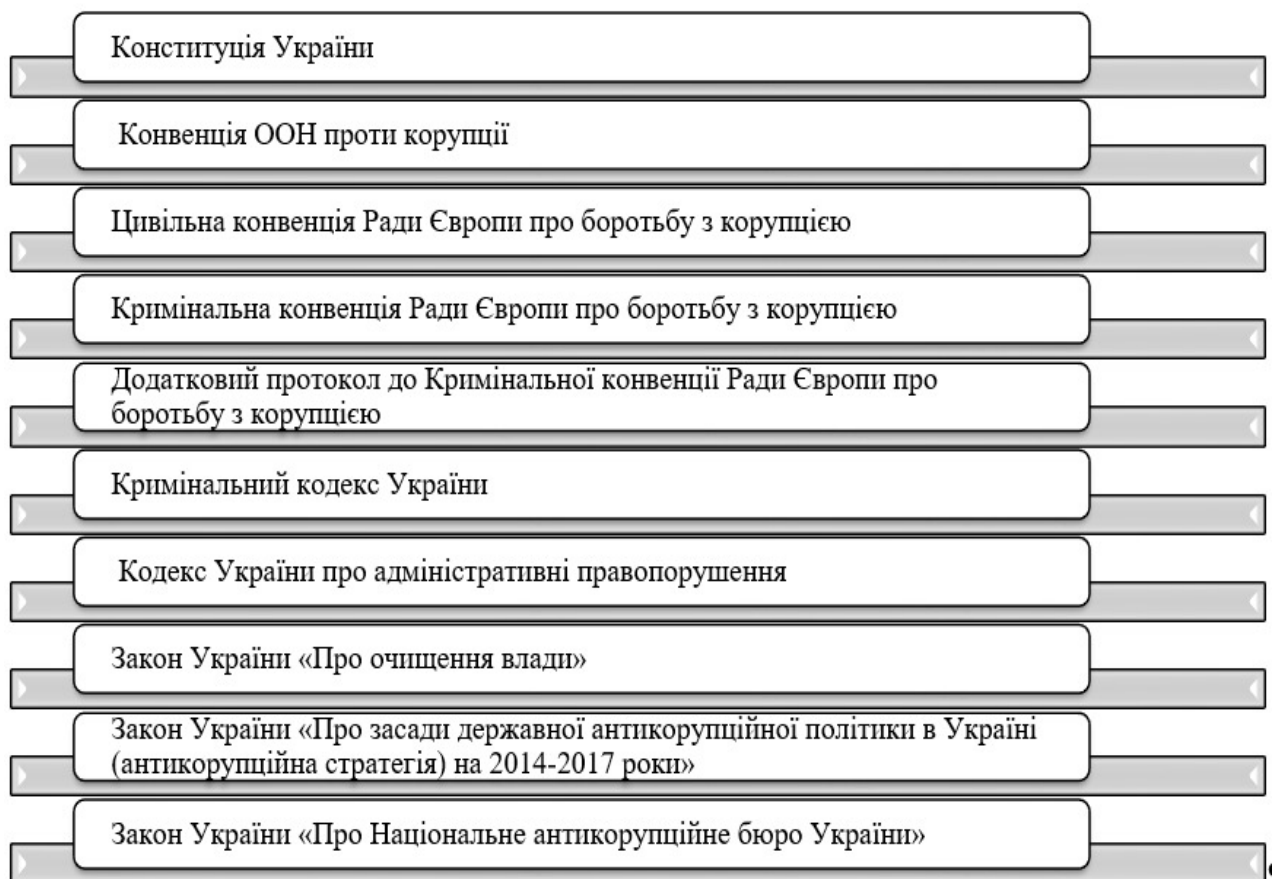 Конституція України
Конвенція ООН проти корупції
Цивільна конвенція Ради Європи про боротьбу з корупцією
Кримінальна конвенція Ради Європи про боротьбу з корупцією
Додатковий протокол до Кримінальної конвенції Ради Європи про
боротьбу з корупцією
Кримінальний кодекс України
Кодекс України про адміністративні правопорушення
Закон України «Про очищення влади»
Закон України «Про засади державної антикорупційної політики в Україні
(антикорупційна стратегія) на 2014-2017 роки»
Закон України «Про Національне антикорупційне бюро України»